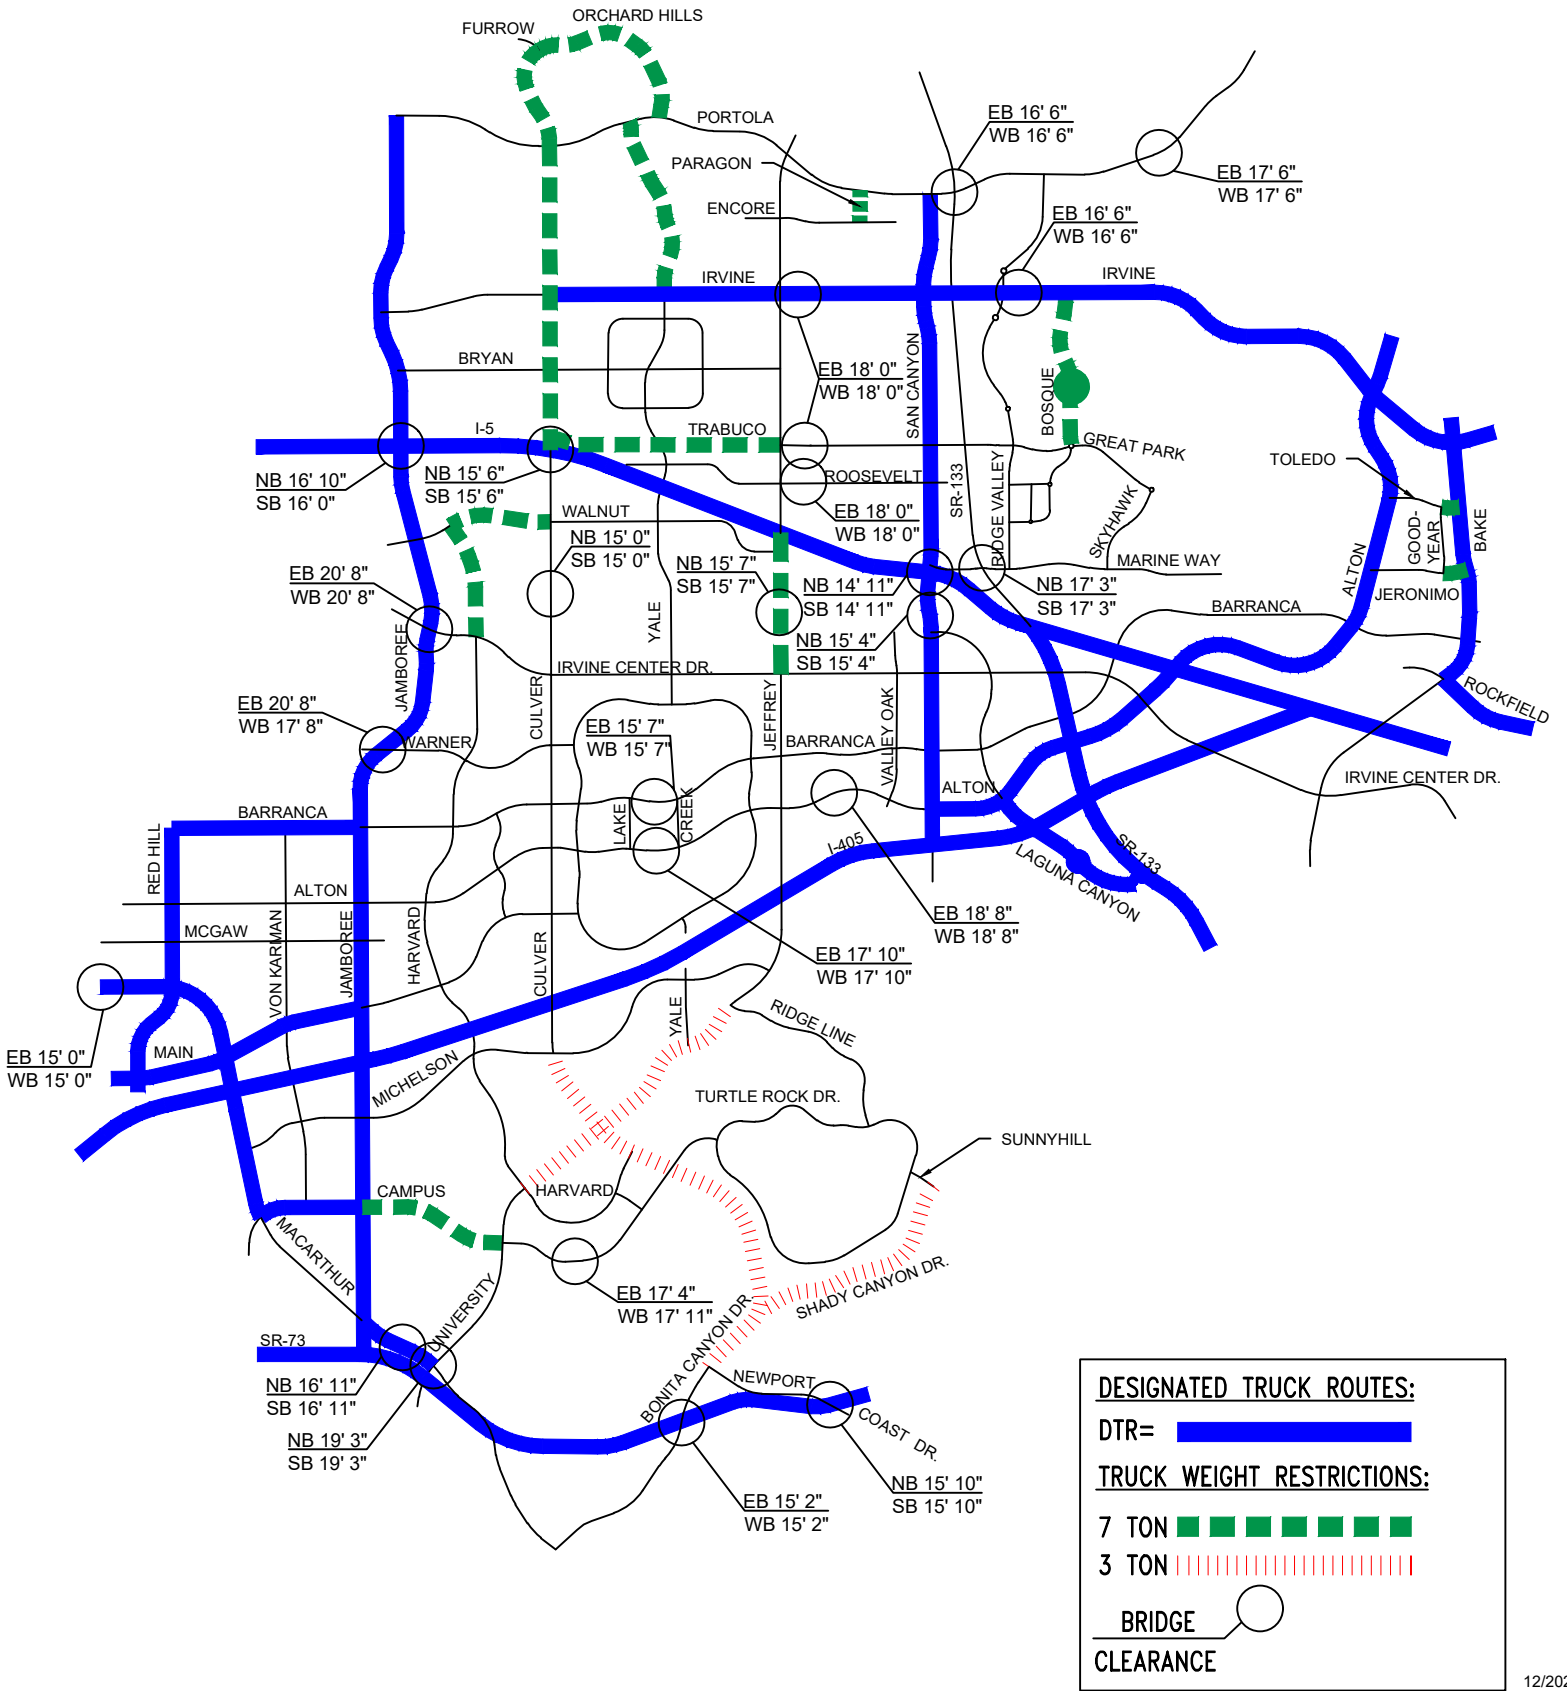 ORCHARD HILLS
FURROW
PORTOLA
EB 16' 6"
WB 16' 6"
PARAGON
EB 17' 6"
WB 17' 6"
ENCORE
EB 16' 6"
WB 16' 6"
IRVINE
IRVINE
BRYAN
EB 18' 0"
WB 18' 0"
SAN CANYON
BOSQUE
I-5
TRABUCO
GREAT PARK
TOLEDO
NB 16' 10"
SB 16' 0"
NB 15' 6"
SB 15' 6"
ROOSEVELT
SR-133
RIDGE VALLEY
SKYHAWK
WALNUT
EB 18' 0"
WB 18' 0"
GOOD-
YEAR
BAKE
NB 15' 0"
SB 15' 0"
NB 15' 7"
SB 15' 7"
NB 14' 11"
SB 14' 11"
MARINE WAY
NB 17' 3"
SB 17' 3"
ALTON
JERONIMO
EB 20' 8"
WB 20' 8"
YALE
BARRANCA
NB 15' 4"
SB 15' 4"
JAMBOREE
IRVINE CENTER DR.
CULVER
JEFFREY
VALLEY OAK
ROCKFIELD
EB 20' 8"
WB 17' 8"
WARNER
EB 15' 7"
WB 15' 7"
BARRANCA
IRVINE CENTER DR.
ALTON
BARRANCA
LAKE
CREEK
RED HILL
I-405
SR-133
LAGUNA CANYON
ALTON
EB 18' 8"
WB 18' 8"
MCGAW
VON KARMAN
JAMBOREE
HARVARD
CULVER
EB 17' 10"
WB 17' 10"
YALE
RIDGE LINE
EB 15' 0"
WB 15' 0"
MAIN
MICHELSON
TURTLE ROCK DR.
SUNNYHILL
CAMPUS
HARVARD
MACARTHUR
UNIVERSITY
EB 17' 4"
WB 17' 11"
SHADY CANYON DR.
BONITA CANYON DR.
SR-73
NB 16' 11"
SB 16' 11"
NEWPORT
COAST DR.
NB 19' 3"
SB 19' 3"
EB 15' 2"
WB 15' 2"
NB 15' 10"
SB 15' 10"
DESIGNATED TRUCK ROUTES:
DTR=
TRUCK WEIGHT RESTRICTIONS:
7 TON
3 TON
BRIDGE
CLEARANCE
12/202